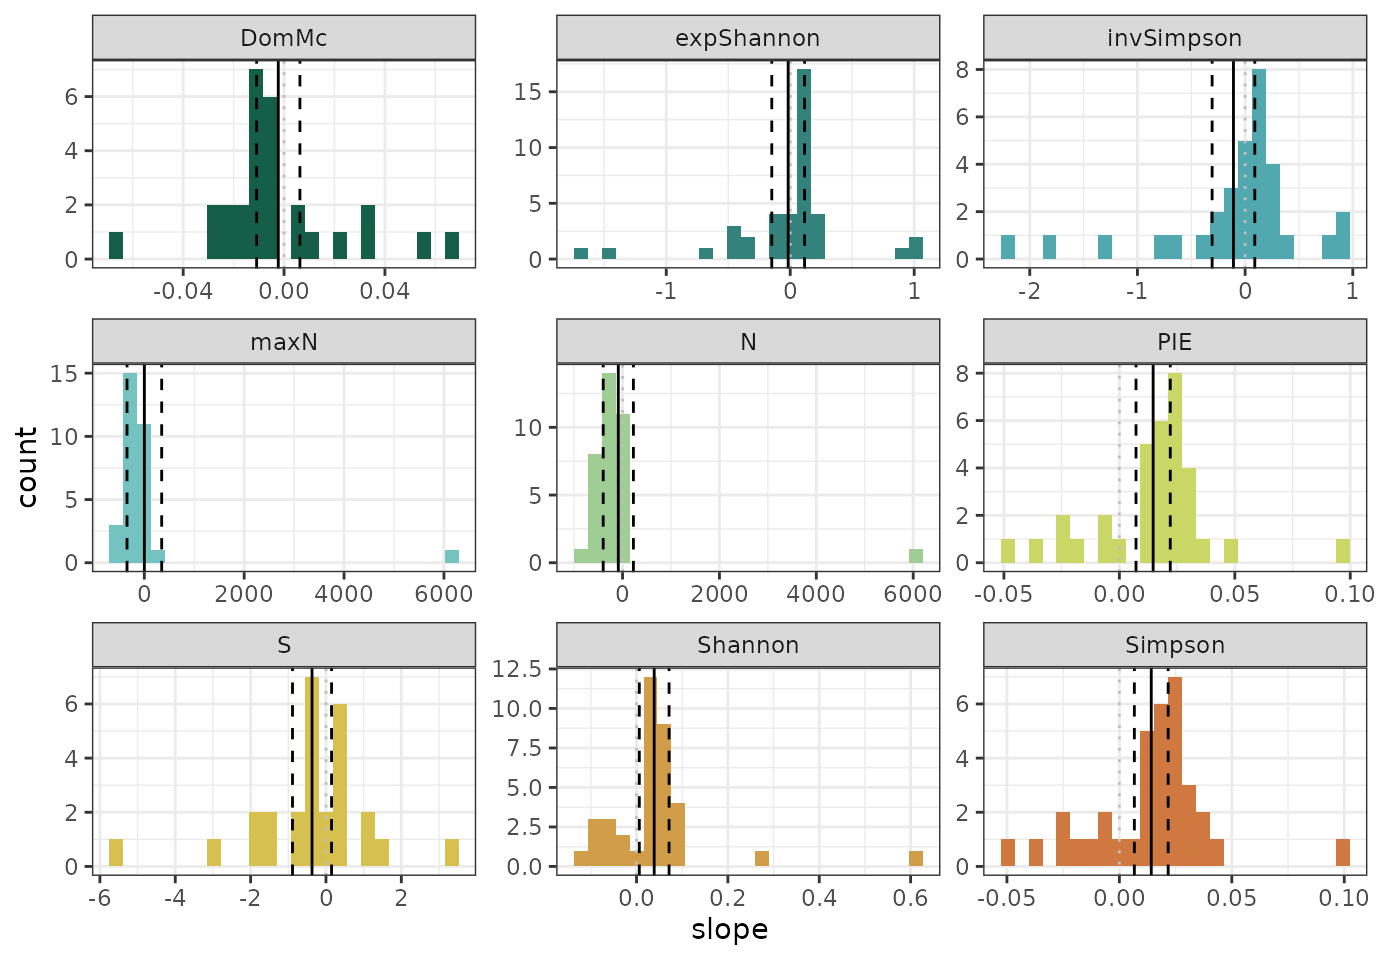 DomMc expShannon invSimpson
6 4 2 0
15 10 5 0
8 6 4 2 0
-0.04 0.00 0.04
-1 0 1
-2 -1 0 1
maxN N PIE
15 10 5 0
10 5 0
8 6 4 2 0
0 2000 4000 6000
0 2000 4000 6000
-0.05 0.00 0.05 0.10
count
S Shannon Simpson
6 4 2 0
12.5 10.0 7.5 5.0 2.5 0.0
6 4 2 0
-6 -4 -2 0 2
0.0 0.2 0.4 0.6
-0.05 0.00 0.05 0.10
slope